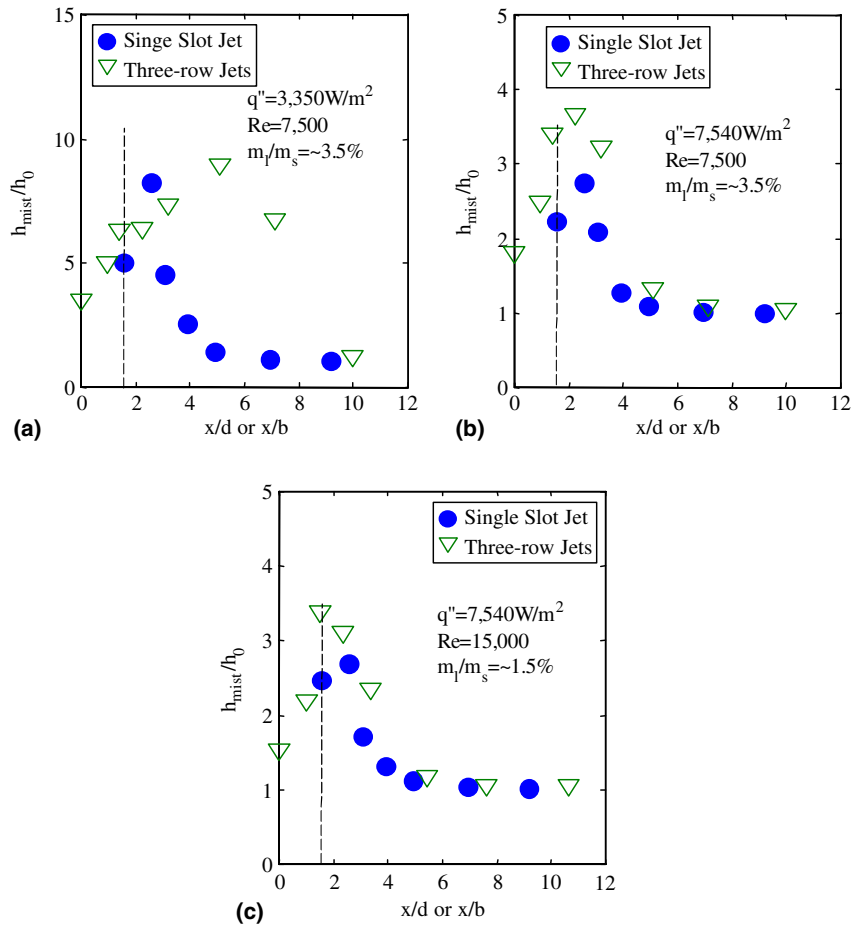 15
Singe Slot Jet
Three-row Jets
q"=3,350W/m²
Re=7,500
mₗ/mₛ=~3.5%
10
5
0
h_mist/h₀
0 2 4 6 8 10 12
x/d or x/b
(a)
5
Single Slot Jet
Three-row Jets
4
q"=7,540W/m²
Re=7,500
mₗ/mₛ=~3.5%
3
2
1
0
h_mist/h₀
0 2 4 6 8 10 12
x/d or x/b
(b)
5
Single Slot Jet
Three-row Jets
4
q"=7,540W/m²
Re=15,000
mₗ/mₛ=~1.5%
3
2
1
0
h_mist/h₀
0 2 4 6 8 10 12
x/d or x/b
(c)